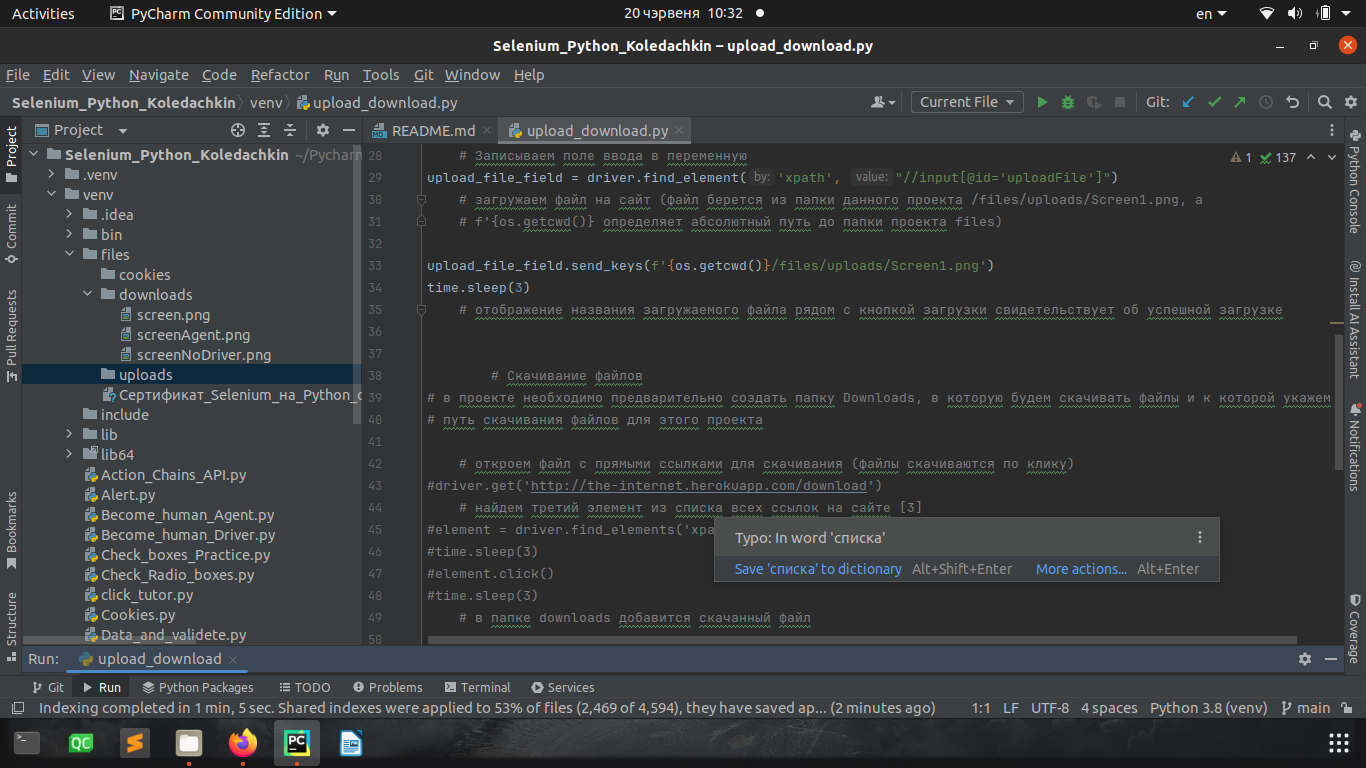 Activities
PyCharm Community Edition
20 чэрвеня 10:32
en
Selenium_Python_Koledachkin – upload_download.py
File Edit View Navigate Code Refactor Run Tools Git Window Help
Selenium_Python_Koledachkin
venv
upload_download.py
Current File
Git:
Project
Commit
Pull Requests
Bookmarks
Structure
Project
Selenium_Python_Koledachkin ~/Pycharm
.venv
venv
.idea
bin
files
cookies
downloads
screen.png
screenAgent.png
screenNoDriver.png
uploads
Сертификат_Selenium_на_Python_
include
lib
lib64
Action_Chains_API.py
Alert.py
Become_human_Agent.py
Become_human_Driver.py
Check_boxes_Practice.py
Check_Radio_boxes.py
click_tutor.py
Cookies.py
Data_and_validete.py
README.md
upload_download.py
1 137
28 # Записываем поле ввода в переменную
29 upload_file_field = driver.find_element( by: 'xpath', value: "//input[@id='uploadFile']")
30 # загружаем файл на сайт (файл берется из папки данного проекта /files/uploads/Screen1.png, а
31 # f'{os.getcwd()} определяет абсолютный путь до папки проекта files)
32
33 upload_file_field.send_keys(f'{os.getcwd()}/files/uploads/Screen1.png')
34 time.sleep(3)
35 # отображение названия загружаемого файла рядом с кнопкой загрузки свидетельствует об успешной загрузке
36
37
38 # Скачивание файлов
39 # в проекте необходимо предварительно создать папку Downloads, в которую будем скачивать файлы и к которой укажем
40 # путь скачивания файлов для этого проекта
41
42 # откроем файл с прямыми ссылками для скачивания (файлы скачиваются по клику)
43 #driver.get('http://the-internet.herokuapp.com/download')
44 # найдем третий элемент из списка всех ссылок на сайте [3]
45 #element = driver.find_elements('xpa
46 #time.sleep(3)
47 #element.click()
48 #time.sleep(3)
49 # в папке downloads добавится скачанный файл
50
Typo: In word 'списка'
Save 'списка' to dictionary Alt+Shift+Enter More actions... Alt+Enter
Python Console
Install AI Assistant
Notifications
Coverage
Run: upload_download
Git
Run
Python Packages
TODO
Problems
Terminal
Services
Indexing completed in 1 min, 5 sec. Shared indexes were applied to 53% of files (2,469 of 4,594), they have saved ap... (2 minutes ago)
1:1 LF UTF-8 4 spaces Python 3.8 (venv) main
QC
PC